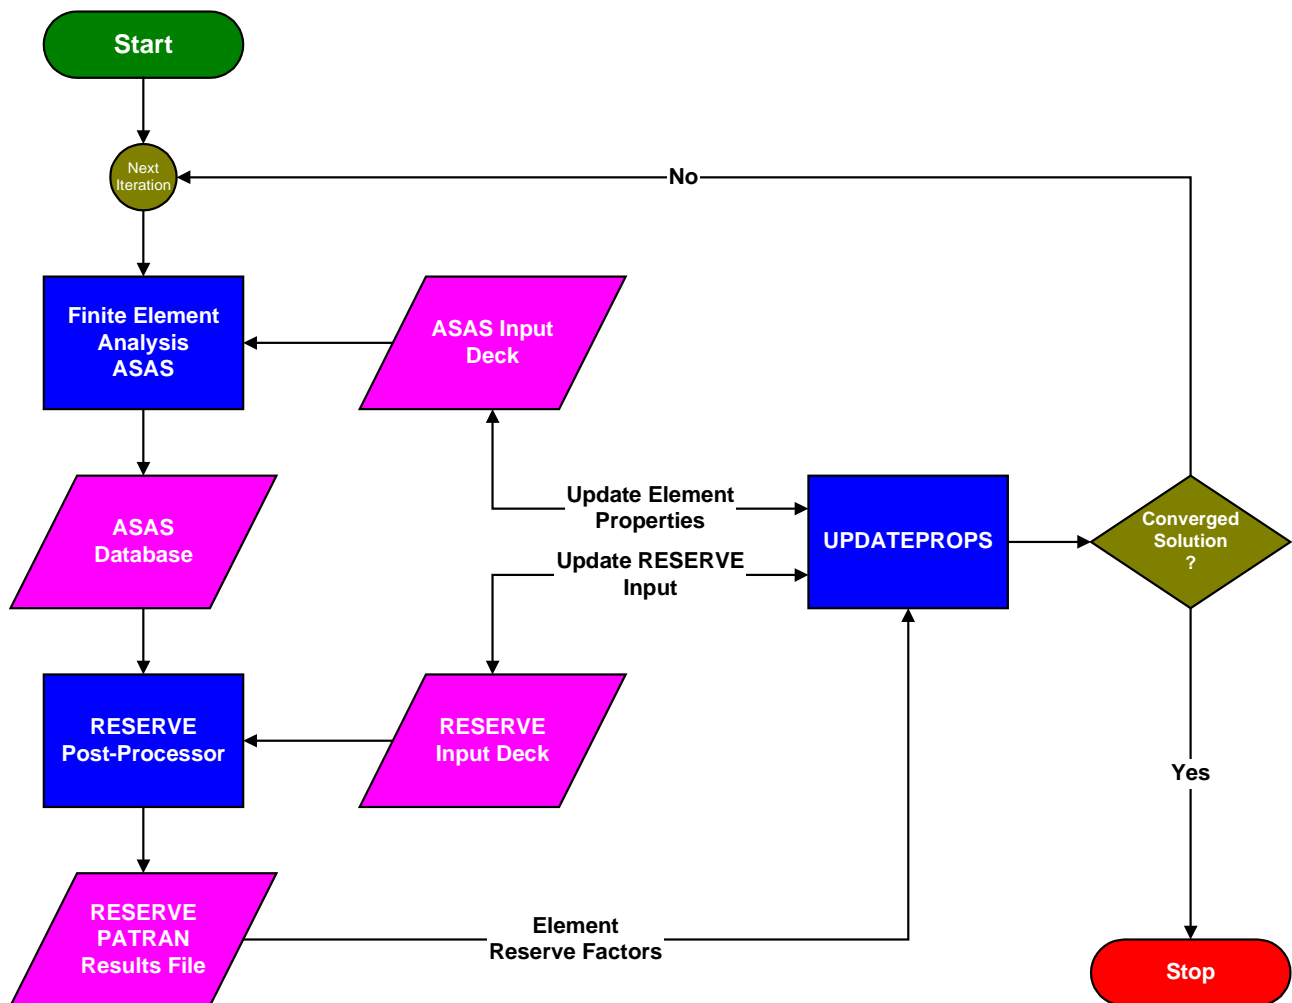 Start
Next
Iteration
No
Finite Element
Analysis
ASAS
ASAS Input
Deck
ASAS
Database
Update Element
Properties
UPDATEPROPS
Converged
Solution
?
Update RESERVE
Input
RESERVE
Post-Processor
RESERVE
Input Deck
Yes
RESERVE
PATRAN
Results File
Element
Reserve Factors
Stop